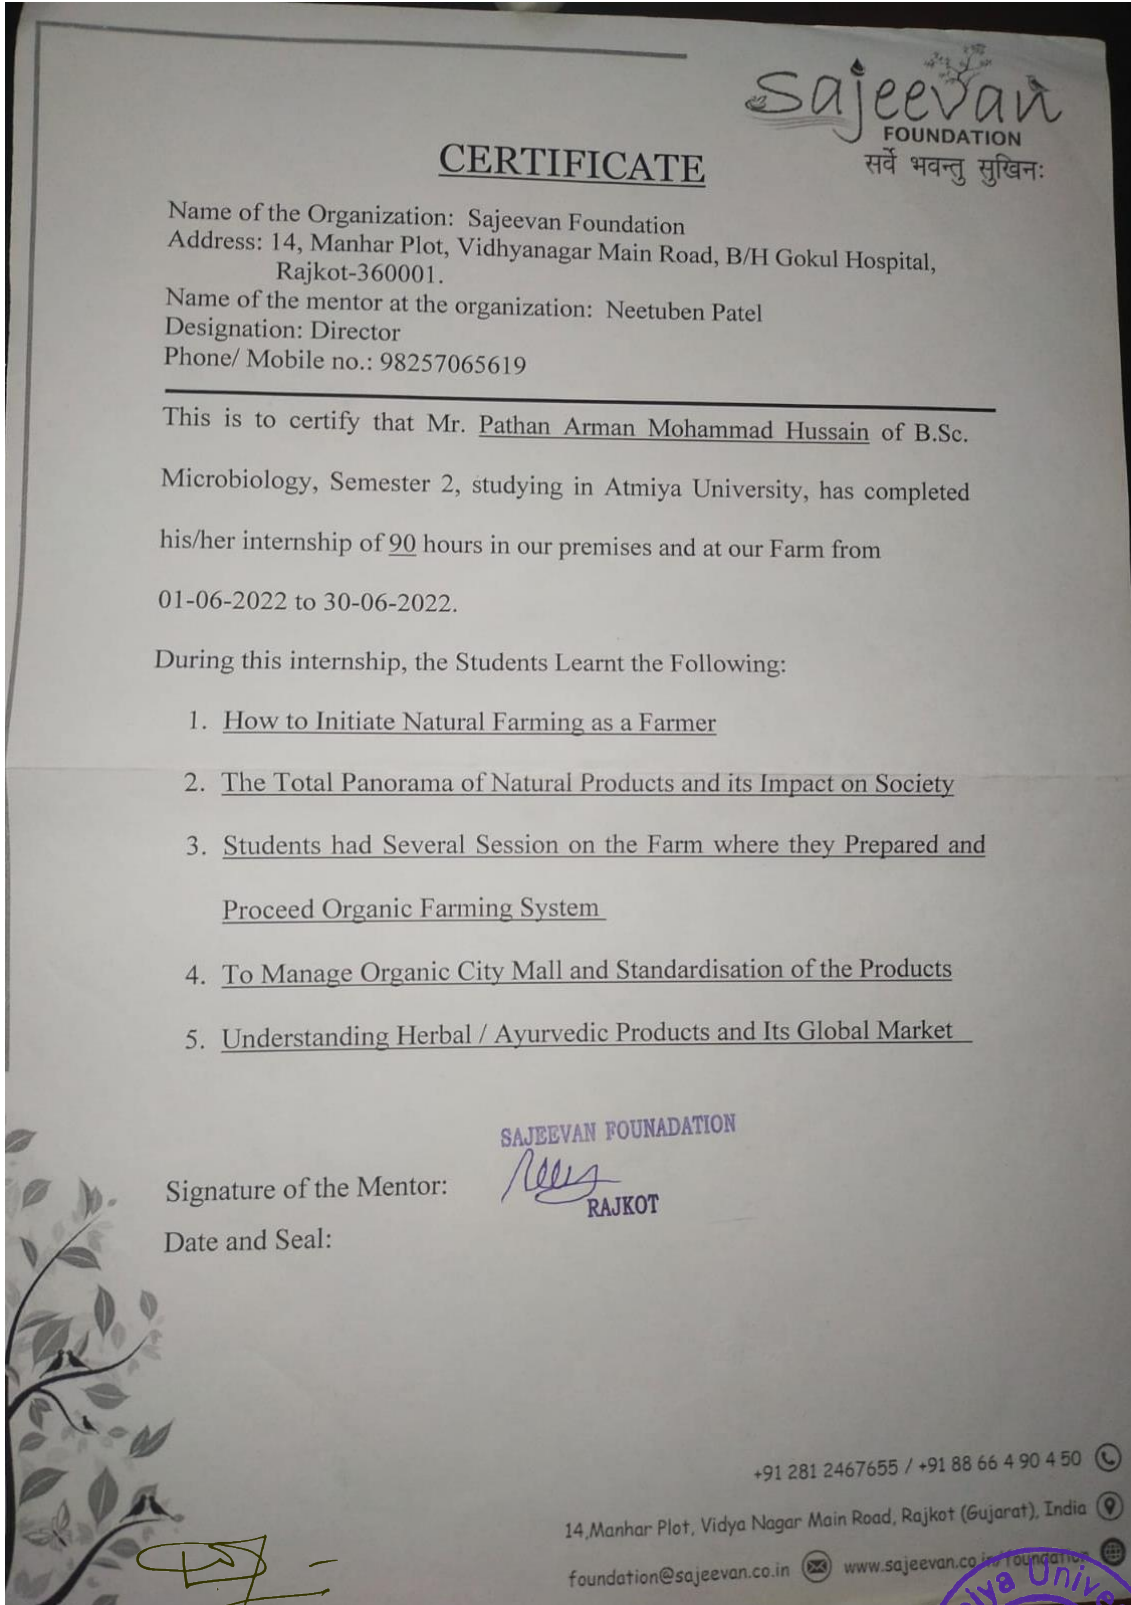 sajeevan
FOUNDATION
सर्वे भवन्तु सुखिनः
CERTIFICATE
Name of the Organization: Sajeevan Foundation
Address: 14, Manhar Plot, Vidhyanagar Main Road, B/H Gokul Hospital,
Rajkot-360001.
Name of the mentor at the organization: Neetuben Patel
Designation: Director
Phone/ Mobile no.: 98257065619
This is to certify that Mr. Pathan Arman Mohammad Hussain of B.Sc.
Microbiology, Semester 2, studying in Atmiya University, has completed
his/her internship of 90 hours in our premises and at our Farm from
01-06-2022 to 30-06-2022.
During this internship, the Students Learnt the Following:
1. How to Initiate Natural Farming as a Farmer
2. The Total Panorama of Natural Products and its Impact on Society
3. Students had Several Session on the Farm where they Prepared and
Proceed Organic Farming System
4. To Manage Organic City Mall and Standardisation of the Products
5. Understanding Herbal / Ayurvedic Products and Its Global Market
SAJEEVAN FOUNADATION
Signature of the Mentor:
RAJKOT
Date and Seal:
+91 281 2467655 / +91 88 66 4 90 4 50
14,Manhar Plot, Vidya Nagar Main Road, Rajkot (Gujarat), India
foundation@sajeevan.co.in www.sajeevan.co.in/foundation